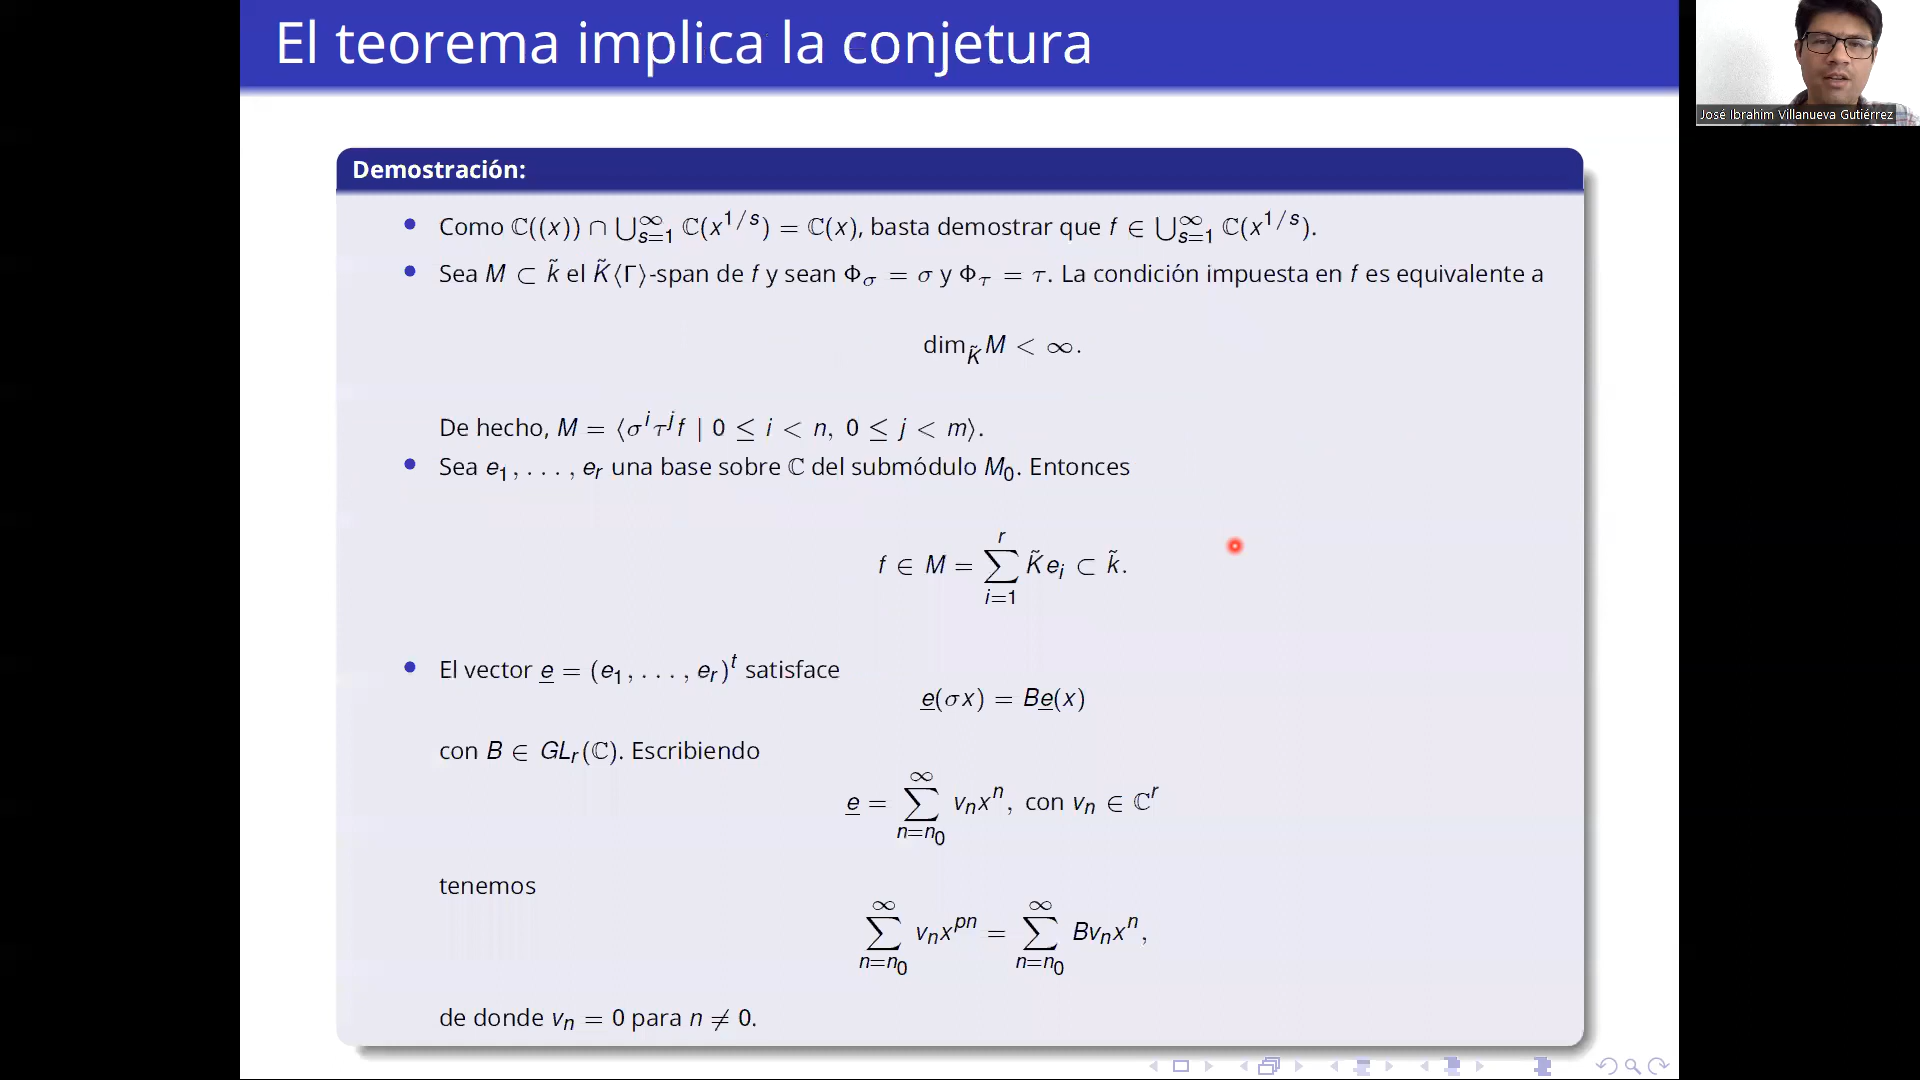 El teorema implica la conjetura
José Ibrahim Villanueva Gutiérrez
Demostración:
• Como ℂ((x)) ∩ ⋃_{s=1}^{∞} ℂ(x^{1/s}) = ℂ(x), basta demostrar que f ∈ ⋃_{s=1}^{∞} ℂ(x^{1/s}).
• Sea M ⊂ k̃ el K̃⟨Γ⟩-span de f y sean Φ_σ = σ y Φ_τ = τ. La condición impuesta en f es equivalente a
dim_{K̃} M < ∞.
De hecho, M = ⟨σ^i τ^j f | 0 ≤ i < n, 0 ≤ j < m⟩.
• Sea e_1, . . . , e_r una base sobre ℂ del submódulo M_0. Entonces
f ∈ M = ∑_{i=1}^{r} K̃e_i ⊂ k̃.
• El vector e̲ = (e_1, . . . , e_r)^t satisface
e̲(σx) = Be̲(x)
con B ∈ GL_r(ℂ). Escribiendo
e̲ = ∑_{n=n_0}^{∞} v_n x^n, con v_n ∈ ℂ^r
tenemos
∑_{n=n_0}^{∞} v_n x^{pn} = ∑_{n=n_0}^{∞} Bv_n x^n,
de donde v_n = 0 para n ≠ 0.